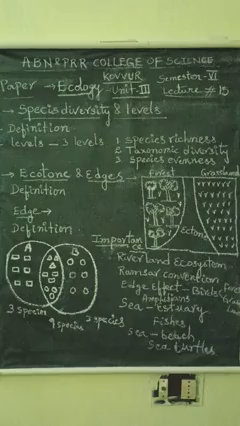 ABN&PRR COLLEGE OF SCIENCE
KOVVUR
Paper → Ecology - Unit-III
Semester-VI
Lecture # 15
→ Species diversity & levels
Definition
levels - 3 levels
1 Species richness
2 Taxonomic diversity
3 Species evenness
→ Ecotone & Edges
Definition
Edge →
Definition
Forest
Grassland
Ecotone
Importance
Riverland Ecosystem
Ramsar convention
Edge Effect - Birds
Amphibians
Sea - estuary
Fishes
Sea - beach
Sea turtles
A
B
3 species
9 species
2 species